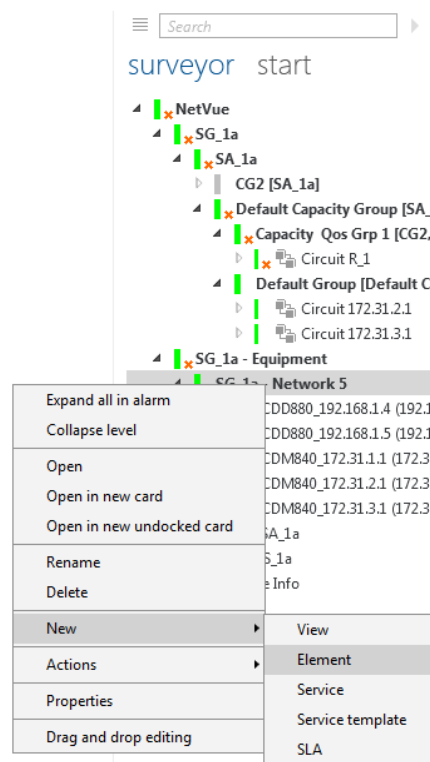 Search
surveyor start
NetVue
SG_1a
SA_1a
CG2 [SA_1a]
Default Capacity Group [SA_
Capacity Qos Grp 1 [CG2,
Circuit R_1
Default Group [Default C
Circuit 172.31.2.1
Circuit 172.31.3.1
SG_1a - Equipment
SG_1a - Network 5
CDD880_192.168.1.4 (192.1
CDD880_192.168.1.5 (192.1
CDM840_172.31.1.1 (172.3
CDM840_172.31.2.1 (172.3
CDM840_172.31.3.1 (172.3
SA_1a
S_1a
e Info
Expand all in alarm
Collapse level
Open
Open in new card
Open in new undocked card
Rename
Delete
New
Actions
Properties
Drag and drop editing
View
Element
Service
Service template
SLA